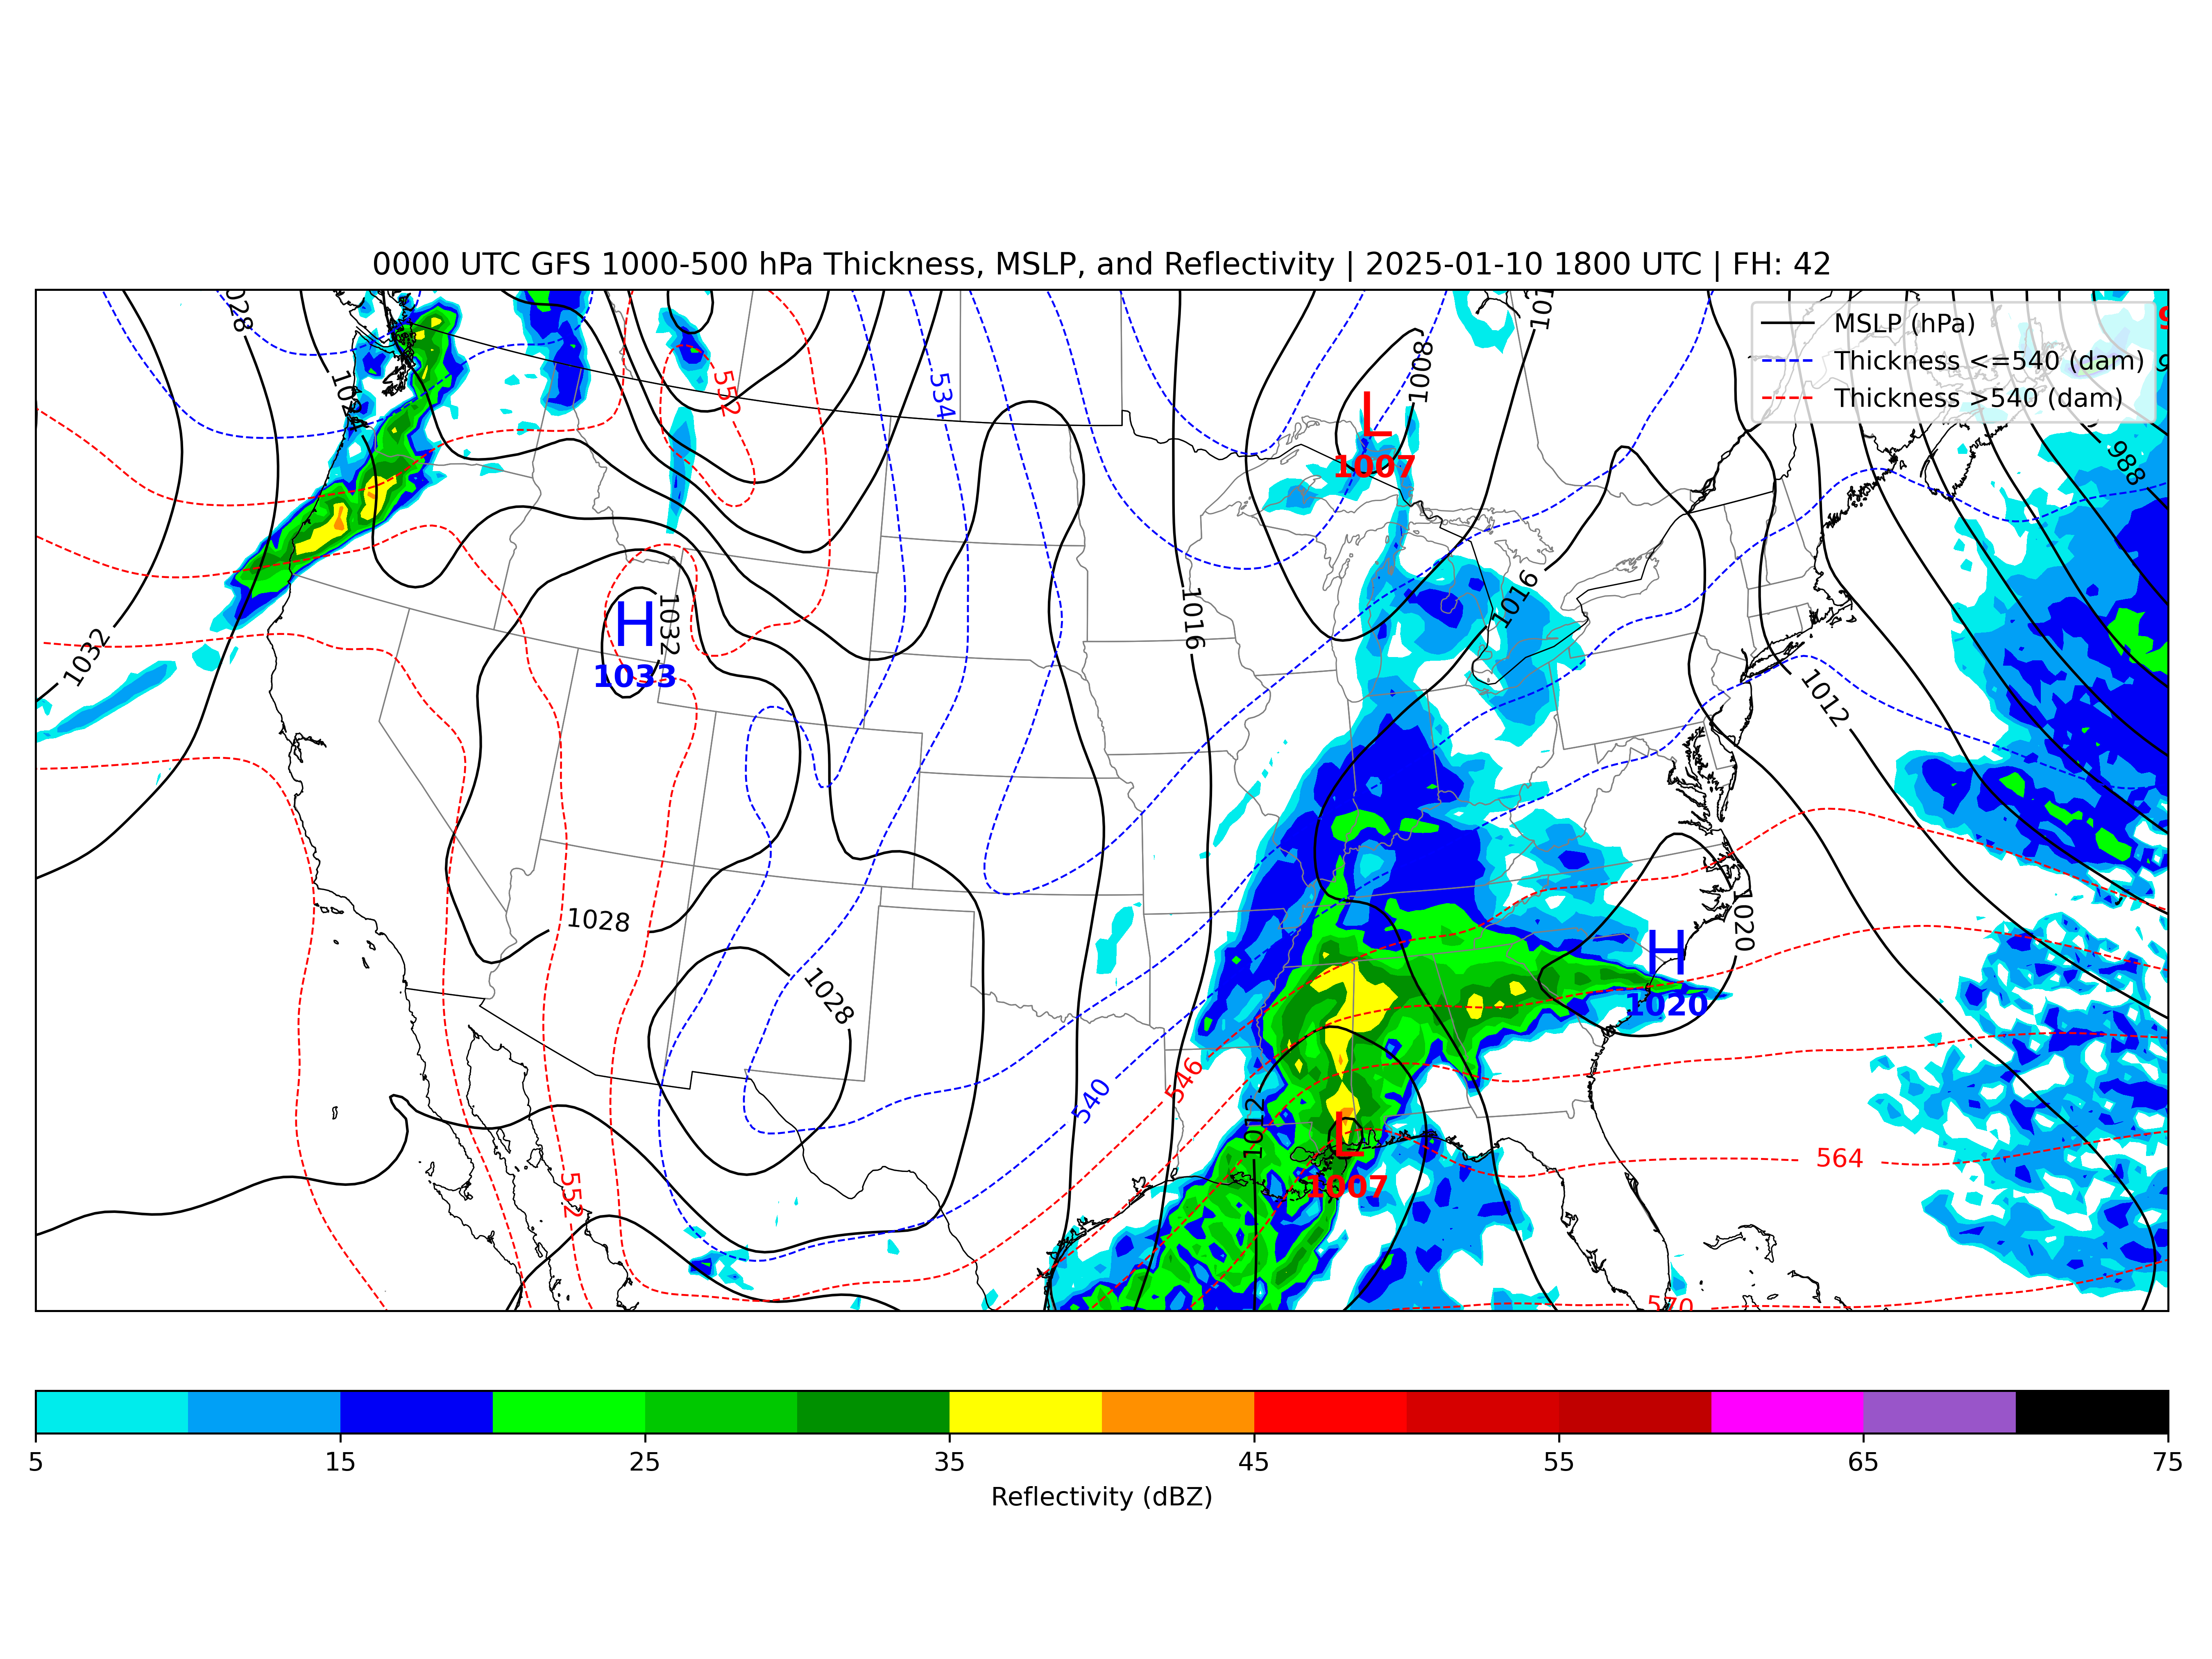 0000 UTC GFS 1000-500 hPa Thickness, MSLP, and Reflectivity | 2025-01-10 1800 UTC | FH: 42
MSLP (hPa)
Thickness <=540 (dam)
Thickness >540 (dam)
1008
552
534
L
1007
988
1032
H
1032
1033
1016
1016
1012
1028
1020
H
1020
1028
546
540
1012
L
1007
564
552
570
5 15 25 35 45 55 65 75
Reflectivity (dBZ)